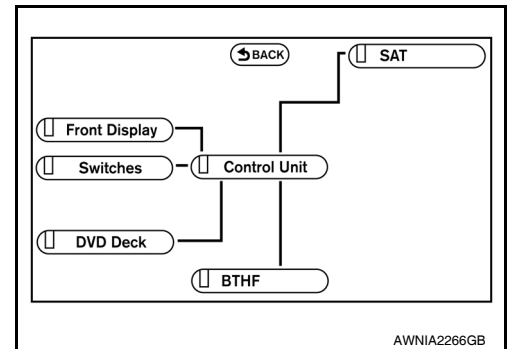 BACK
SAT
Front Display
Switches
Control Unit
DVD Deck
BTHF
AWNIA2266GB